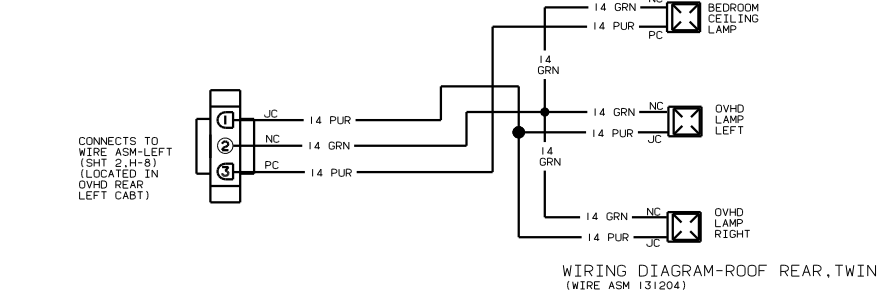 NC
14 GRN
14 PUR
PC
BEDROOM
CEILING
LAMP
14
GRN
CONNECTS TO
WIRE ASM-LEFT
(SHT 2,H-8)
(LOCATED IN
OVHD REAR
LEFT CABT)
1
JC
14 PUR
2
NC
14 GRN
3
PC
14 PUR
14 GRN
NC
14 PUR
JC
OVHD
LAMP
LEFT
14
GRN
14 GRN
NC
14 PUR
JC
OVHD
LAMP
RIGHT
WIRING DIAGRAM-ROOF REAR,TWIN
(WIRE ASM 131204)